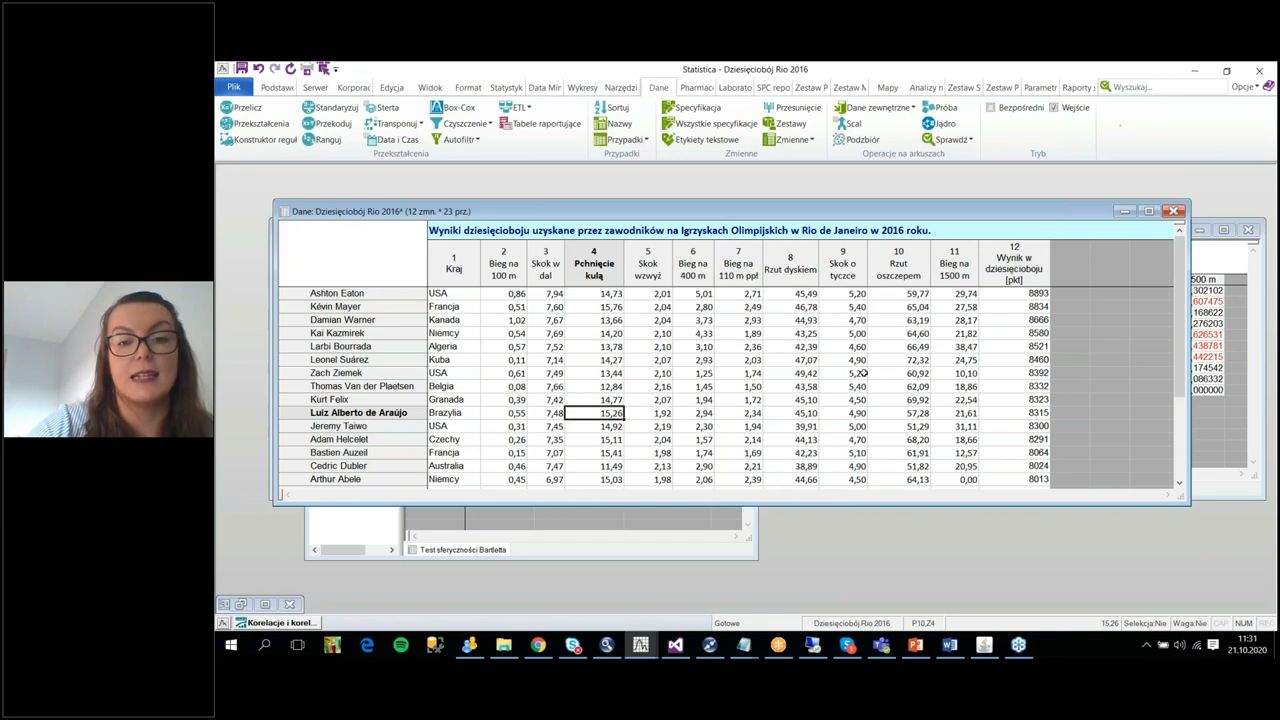 Statistica - Dziesięciobój Rio 2016
Plik Podstaw Serwer Korporac Edycja Widok Format Statystyk Data Mir Wykresy Narzędzi Dane Pharmac Laborato SPC repo Zestaw P Zestaw M Mapy Analizy n Zestaw S Zestaw P Parametr Raporty Wyszukaj... Opcje
Przelicz Standaryzuj Sterta Box-Cox ETL Sortuj Specyfikacja Przesunięcie Dane zewnętrzne Próba Bezpośredni Wejście
Przekształcenia Przekoduj Transponuj Czyszczenie Tabele raportujące Nazwy Wszystkie specyfikacje Zestawy Scal Jądro
Konstruktor reguł Ranguj Data i Czas Autofiltr Przypadki Etykiety tekstowe Zmienne Podzbiór Sprawdź
Przekształcenia Przypadki Zmienne Operacje na arkuszach Tryb
Dane: Dziesięciobój Rio 2016* (12 zmn. * 23 prz.)
Wyniki dziesięcioboju uzyskane przez zawodników na Igrzyskach Olimpijskich w Rio de Janeiro w 2016 roku.
1 Kraj 2 Bieg na 100 m 3 Skok w dal 4 Pchnięcie kulą 5 Skok wzwyż 6 Bieg na 400 m 7 Bieg na 110 m ppł 8 Rzut dyskiem 9 Skok o tyczce 10 Rzut oszczepem 11 Bieg na 1500 m 12 Wynik w dziesięcioboju [pkt]
Ashton Eaton USA 0,86 7,94 14,73 2,01 5,01 2,71 45,49 5,20 59,77 29,74 8893
Kévin Mayer Francja 0,51 7,60 15,76 2,04 2,80 2,49 46,78 5,40 65,04 27,58 8834
Damian Warner Kanada 1,02 7,67 13,66 2,04 3,73 2,93 44,93 4,70 63,19 28,17 8666
Kai Kazmirek Niemcy 0,54 7,69 14,20 2,10 4,33 1,89 43,25 5,00 64,60 21,82 8580
Larbi Bourrada Algeria 0,57 7,52 13,78 2,10 3,10 2,36 42,39 4,60 66,49 38,47 8521
Leonel Suárez Kuba 0,11 7,14 14,27 2,07 2,93 2,03 47,07 4,90 72,32 24,75 8460
Zach Ziemek USA 0,61 7,49 13,44 2,10 1,25 1,74 49,42 60,92 10,10 8392
Thomas Van der Plaetsen Belgia 0,08 7,66 12,84 2,16 1,45 1,50 43,58 5,40 62,09 18,86 8332
Kurt Felix Granada 0,39 7,42 14,77 2,07 1,94 1,72 45,10 4,50 69,92 22,54 8323
Luiz Alberto de Araújo Brazylia 0,55 7,48 15,26 1,92 2,94 2,34 45,10 4,90 57,28 21,61 8315
Jeremy Taiwo USA 0,31 7,45 14,92 2,19 2,30 1,94 39,91 5,00 51,29 31,11 8300
Adam Helcelet Czechy 0,26 7,35 15,11 2,04 1,57 2,14 44,13 4,70 68,20 18,66 8291
Bastien Auzeil Francja 0,15 7,07 15,41 1,98 1,74 1,69 42,23 5,10 61,91 12,57 8064
Cedric Dubler Australia 0,46 7,47 11,49 2,13 2,90 2,21 38,89 4,90 51,83 20,95 8024
Arthur Abele Niemcy 0,45 6,97 15,03 1,98 2,06 2,39 44,66 4,50 64,13 0,00 8013
500 m
,302102
,607475
,168622
,276203
,626531
,438781
,442215
,174542
,086332
,000000
Test sferyczności Bartletta
Korelacje i korel...
Gotowe Dziesięciobój Rio 2016 P10,Z4 15,26 Selekcja:Nie Waga:Nie CAP NUM REC
11:31
21.10.2020